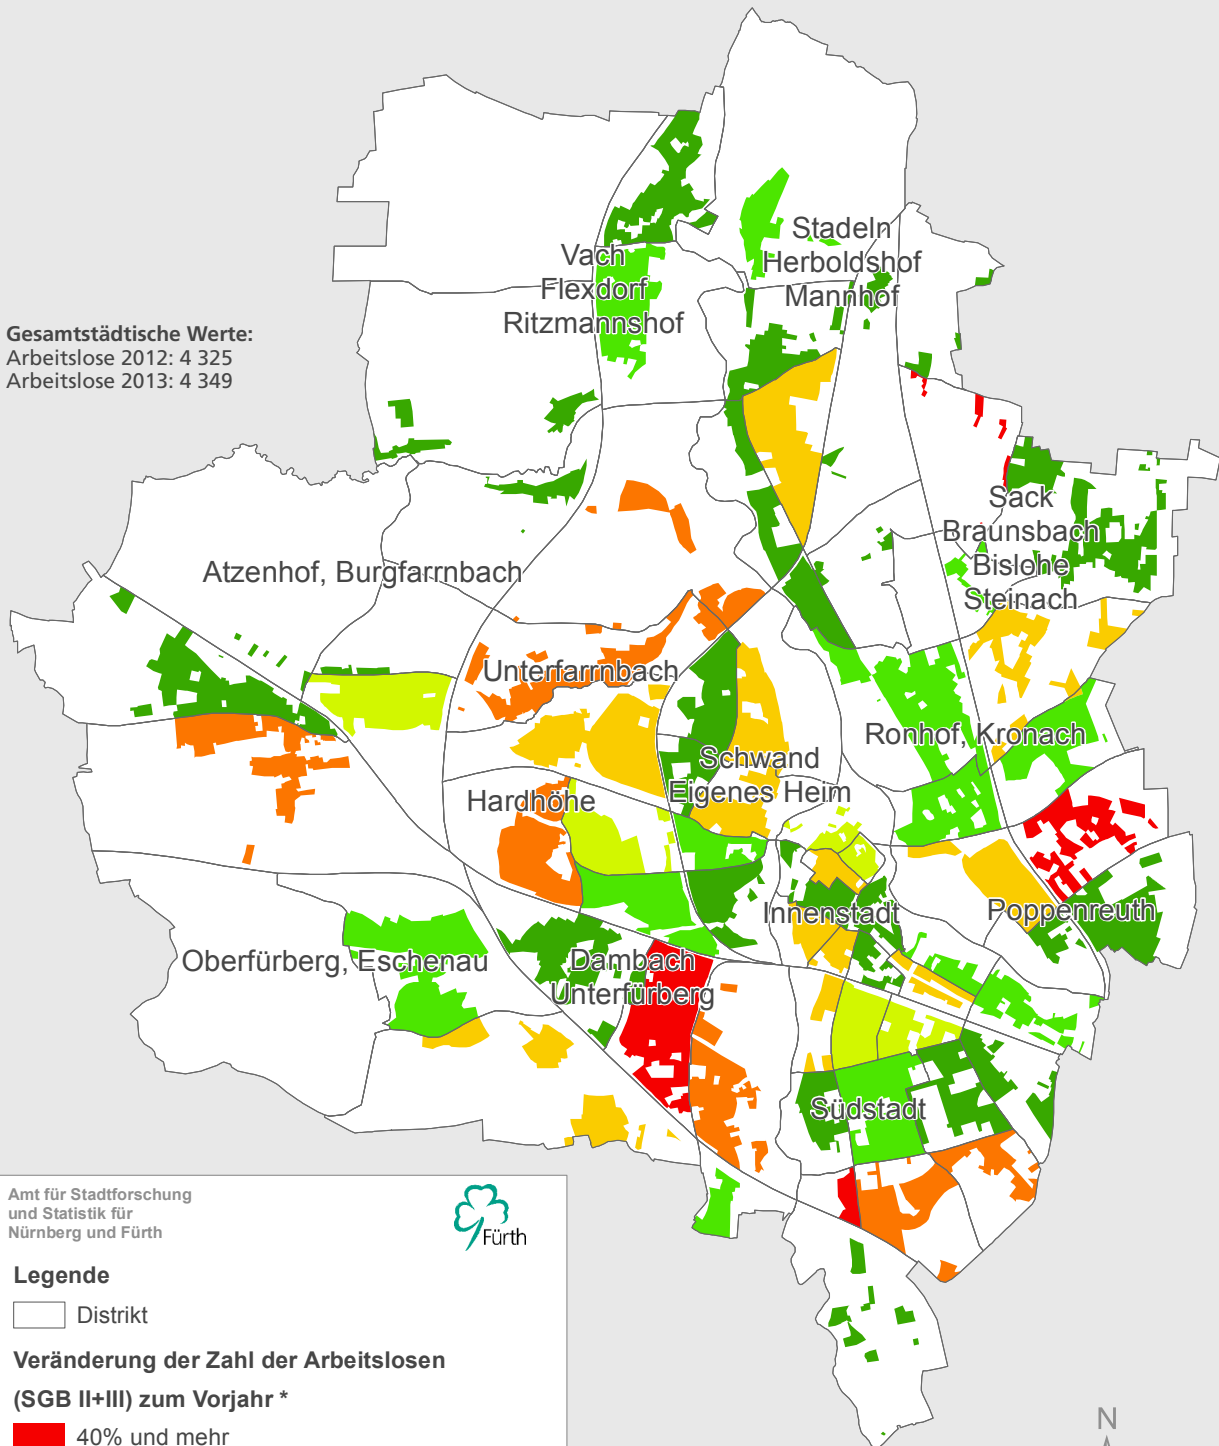 Stadeln
Herboldshof
Mannhof
Vach
Flexdorf
Ritzmannshof
Gesamtstädtische Werte:
Arbeitslose 2012: 4 325
Arbeitslose 2013: 4 349
Sack
Braunsbach
Bislohe
Steinach
Atzenhof, Burgfarrnbach
Unterfarrnbach
Ronhof, Kronach
Schwand
Eigenes Heim
Hardhöhe
Innenstadt
Poppenreuth
Oberfürberg, Eschenau
Dambach
Unterfürberg
Südstadt
Amt für Stadtforschung
und Statistik für
Nürnberg und Fürth
Fürth
Legende
Distrikt
Veränderung der Zahl der Arbeitslosen
(SGB II+III) zum Vorjahr *
40% und mehr
N